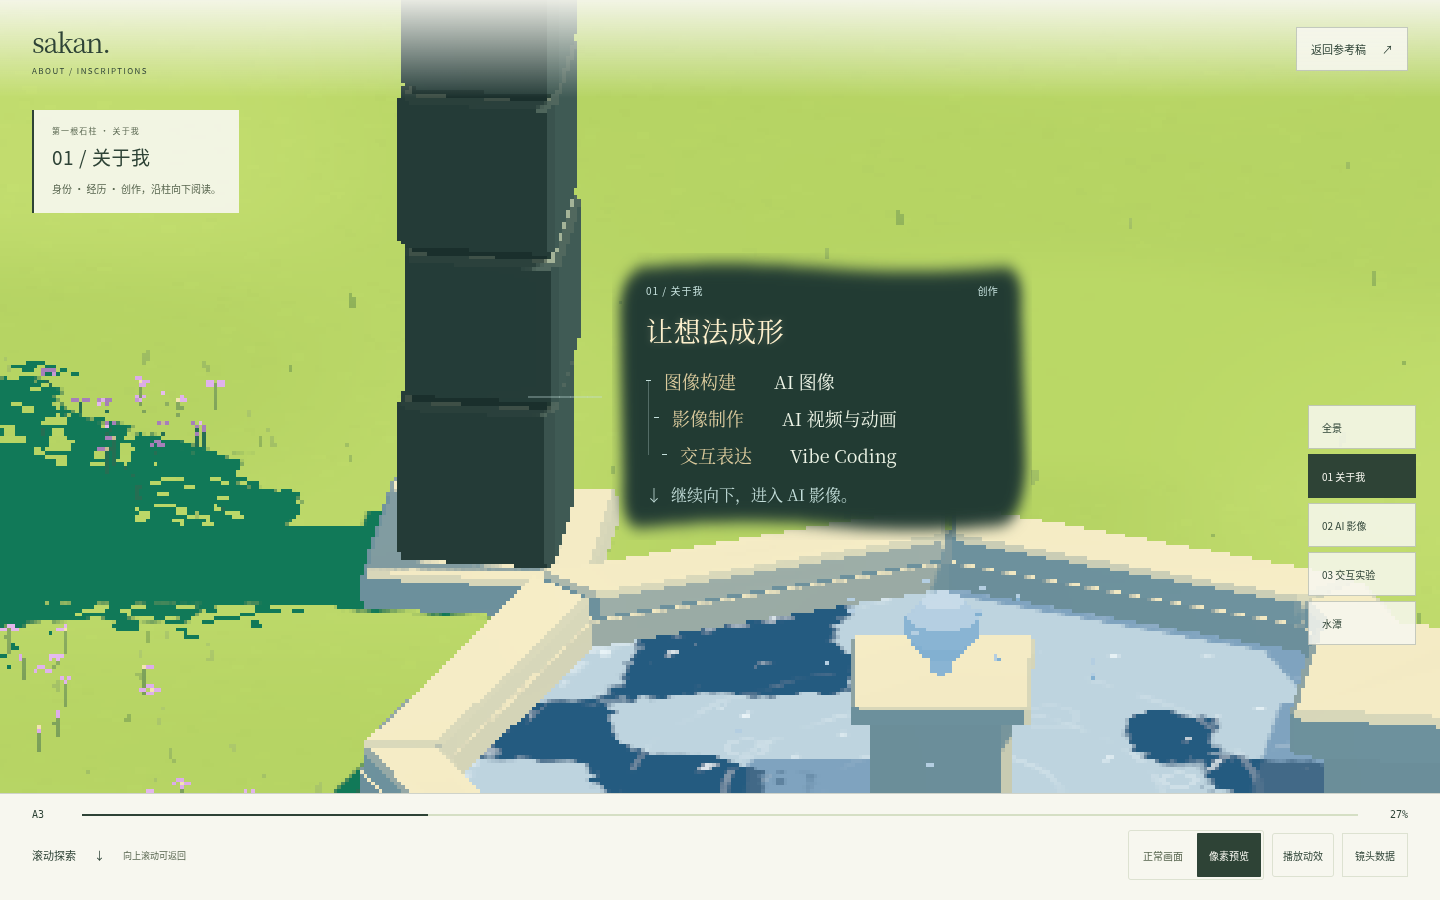 sakan.
ABOUT / INSCRIPTIONS
返回参考稿 ↗
第一根石柱 · 关于我
01 / 关于我
身份 · 经历 · 创作，沿柱向下阅读。
01 / 关于我 创作
让想法成形
图像构建 AI 图像
影像制作 AI 视频与动画
交互表达 Vibe Coding
↓ 继续向下，进入 AI 影像。
全景
01 关于我
02 AI 影像
03 交互实验
水潭
A3 27%
滚动探索 ↓ 向上滚动可返回
正常画面 像素预览 播放动效 镜头数据